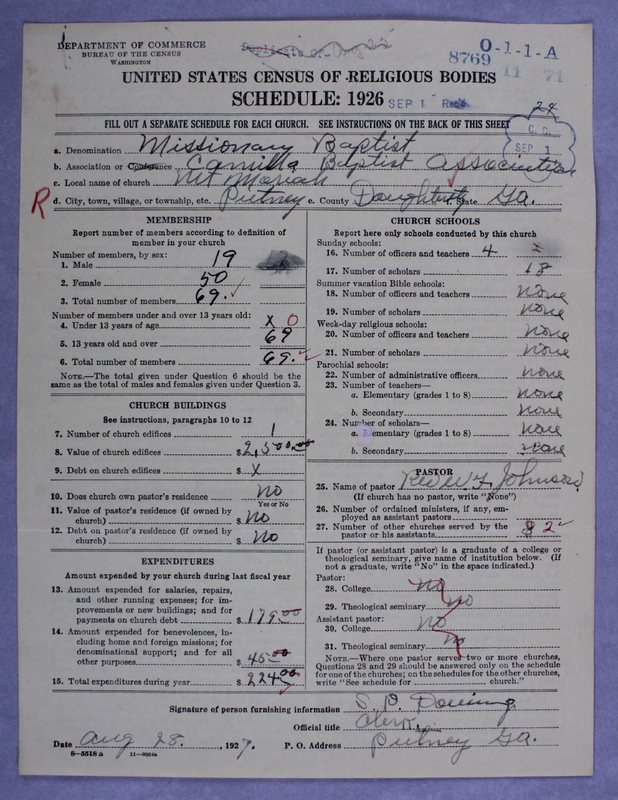 DEPARTMENT OF COMMERCE
BUREAU OF THE CENSUS
WASHINGTON
8769
O-1-1-A
11 71
UNITED STATES CENSUS OF RELIGIOUS BODIES
SCHEDULE: 1926
SEP 1 Rec'd
24
FILL OUT A SEPARATE SCHEDULE FOR EACH CHURCH. SEE INSTRUCTIONS ON THE BACK OF THIS SHEET
C. C.
SEP 1
a. Denomination Missionary Baptist
b. Association or Conference Camilla Baptist Association
c. Local name of church Mt Mariah
R d. City, town, village, or township, etc. Putney e. County Doughtuty f. State Ga.
MEMBERSHIP
Report number of members according to definition of
member in your church
Number of members, by sex:
1. Male 19
2. Female 50
3. Total number of members 69.
Number of members under and over 13 years old:
4. Under 13 years of age X 0
5. 13 years old and over 69
6. Total number of members 69.
NOTE.—The total given under Question 6 should be
same as the total of males and females given under Question 3.
CHURCH BUILDINGS
See instructions, paragraphs 10 to 12
7. Number of church edifices 1
8. Value of church edifices $2,500.00
9. Debt on church edifices $ X
10. Does church own pastor's residence No
Yes or No
11. Value of pastor's residence (if owned by
church) $ No
12. Debt on pastor's residence (if owned by
church) $ No
EXPENDITURES
Amount expended by your church during last fiscal year
13. Amount expended for salaries, repairs,
and other running expenses; for im-
provements or new buildings; and for
payments on church debt $ 179.00
14. Amount expended for benevolences, in-
cluding home and foreign missions; for
denominational support; and for all
other purposes $ 45.00
15. Total expenditures during year $ 224.00
CHURCH SCHOOLS
Report here only schools conducted by this church
Sunday schools:
16. Number of officers and teachers 4
17. Number of scholars 18
Summer vacation Bible schools:
18. Number of officers and teachers None
19. Number of scholars None
Week-day religious schools:
20. Number of officers and teachers None
21. Number of scholars None
Parochial schools:
22. Number of administrative officers None
23. Number of teachers—
a. Elementary (grades 1 to 8) None
b. Secondary None
24. Number of scholars—
a. Elementary (grades 1 to 8) None
b. Secondary None
PASTOR
25. Name of pastor Rev W. F. Johnson
(If church has no pastor, write "None")
26. Number of ordained ministers, if any, em-
ployed as assistant pastors
27. Number of other churches served by the
pastor or his assistants 2
If pastor (or assistant pastor) is a graduate of a college or
theological seminary, give name of institution below. (If
not a graduate, write "No" in the space indicated.)
Pastor:
28. College No
29. Theological seminary No
Assistant pastor:
30. College No
31. Theological seminary No
NOTE.—Where one pastor serves two or more churches,
Questions 28 and 29 should be answered only on the schedule
for one of the churches; on the schedules for the other churches,
write "See schedule for church."
Signature of person furnishing information S. P.
Official title Clerk
Date Aug 28, 1927. P. O. Address Putney Ga.
8—5518a 11—9054a